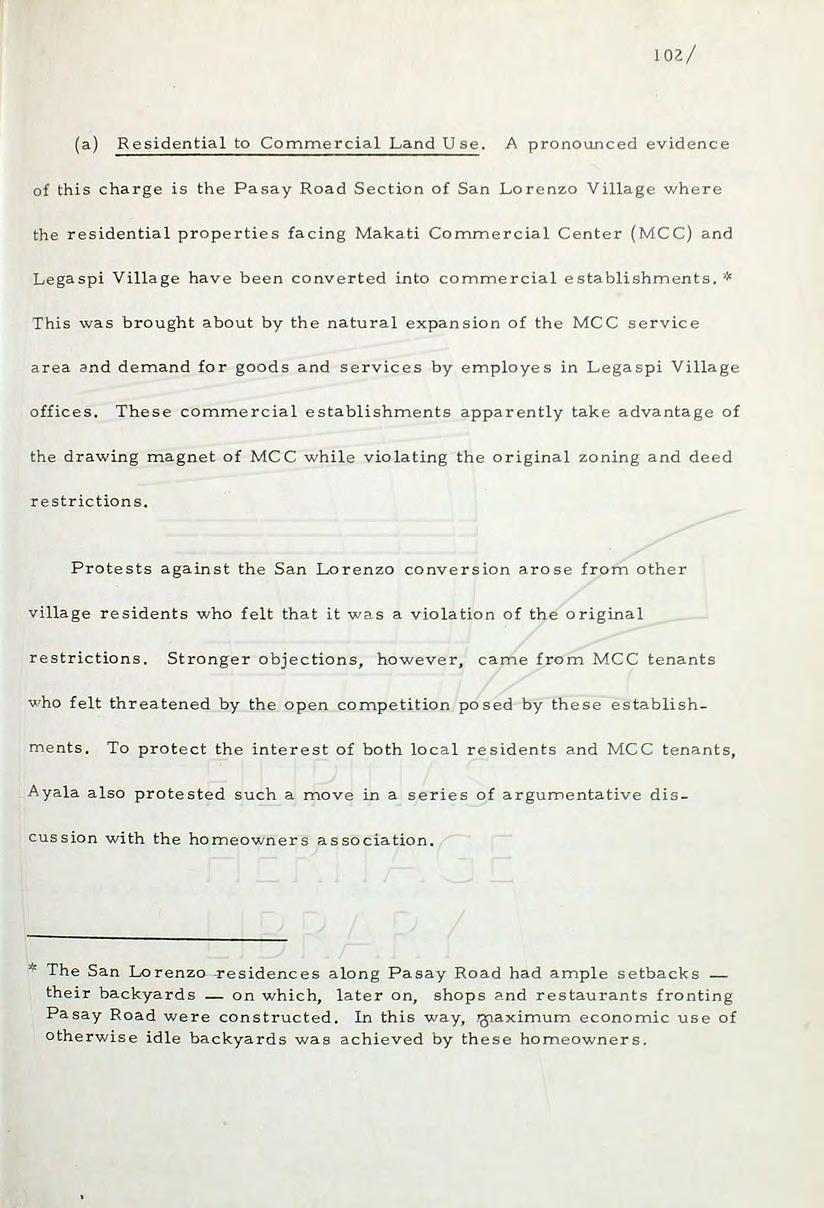 102/
(a) Residential to Commercial Land Use. A pronounced evidence
of this charge is the Pasay Road Section of San Lorenzo Village where
the residential properties facing Makati Commercial Center (MCC) and
Legaspi Village have been converted into commercial establishments. *
This was brought about by the natural expansion of the MCC service
area and demand for goods and services by employes in Legaspi Village
offices. These commercial establishments apparently take advantage of
the drawing magnet of MCC while violating the original zoning and deed
restrictions.
Protests against the San Lorenzo conversion arose from other
village residents who felt that it was a violation of the original
restrictions. Stronger objections, however, came from MCC tenants
who felt threatened by the open competition posed by these establish-
ments. To protect the interest of both local residents and MCC tenants,
Ayala also protested such a move in a series of argumentative dis-
cussion with the homeowners association.
FILIPINAS
HERITAGE
LIBRARY
* The San Lorenzo residences along Pasay Road had ample setbacks —
their backyards — on which, later on, shops and restaurants fronting
Pasay Road were constructed. In this way, maximum economic use of
otherwise idle backyards was achieved by these homeowners.